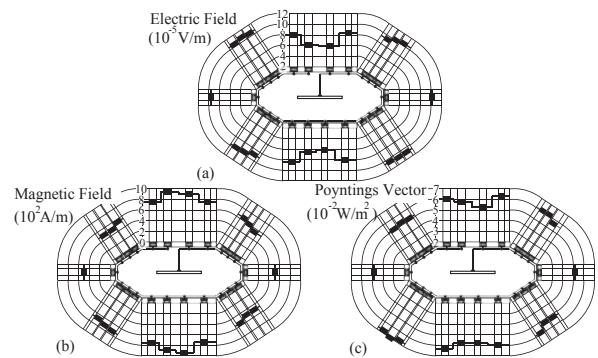 Electric Field
(10⁻⁵V/m)
12
10
8
6
4
2
(a)
Magnetic Field
(10²A/m)
10
8
6
4
2
0
(b)
Poyntings Vector
(10⁻²W/m²)
7
6
5
4
3
2
(c)